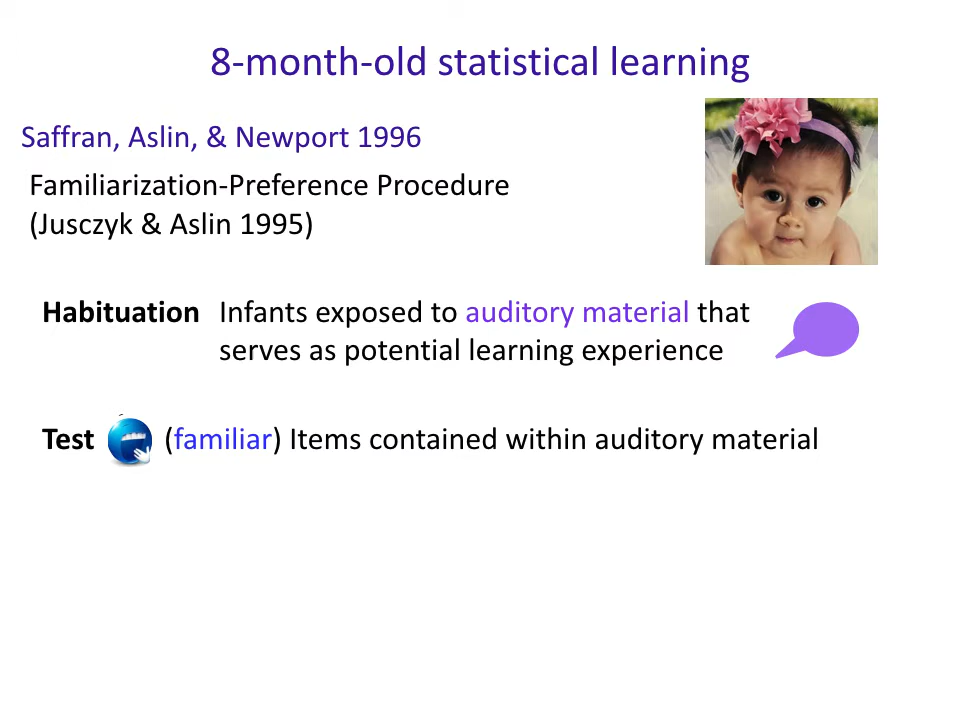 8-month-old statistical learning
Saffran, Aslin, & Newport 1996
Familiarization-Preference Procedure
(Jusczyk & Aslin 1995)
Habituation Infants exposed to auditory material that
serves as potential learning experience
Test (familiar) Items contained within auditory material